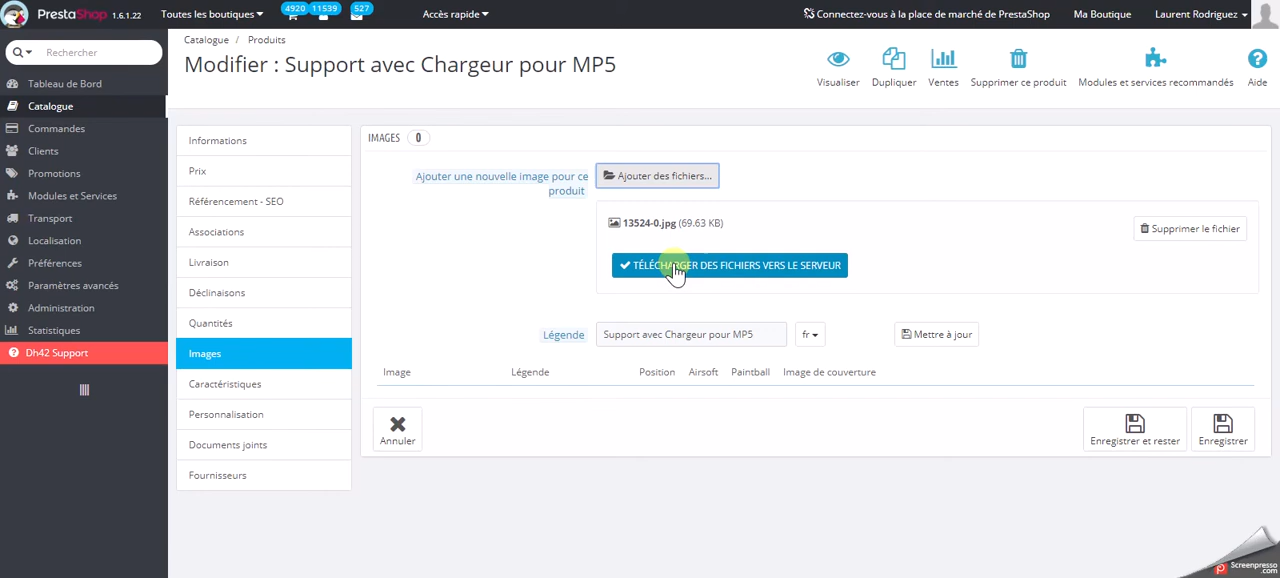 PrestaShop 1.6.1.22 Toutes les boutiques 4920 11539 527 Accès rapide Connectez-vous à la place de marché de PrestaShop Ma Boutique Laurent Rodriguez
Rechercher
Tableau de Bord
Catalogue
Commandes
Clients
Promotions
Modules et Services
Transport
Localisation
Préférences
Paramètres avancés
Administration
Statistiques
Dh42 Support
Catalogue / Produits
Modifier : Support avec Chargeur pour MP5
Visualiser Dupliquer Ventes Supprimer ce produit Modules et services recommandés Aide
Informations
Prix
Référencement - SEO
Associations
Livraison
Déclinaisons
Quantités
Images
Caractéristiques
Personnalisation
Documents joints
Fournisseurs
IMAGES 0
Ajouter une nouvelle image pour ce
produit
Ajouter des fichiers...
13524-0.jpg (69.63 KB)
Supprimer le fichier
TÉLÉCHARGER DES FICHIERS VERS LE SERVEUR
Légende Support avec Chargeur pour MP5 fr Mettre à jour
Image Légende Position Airsoft Paintball Image de couverture
Annuler Enregistrer et rester Enregistrer
Screenpresso
.com